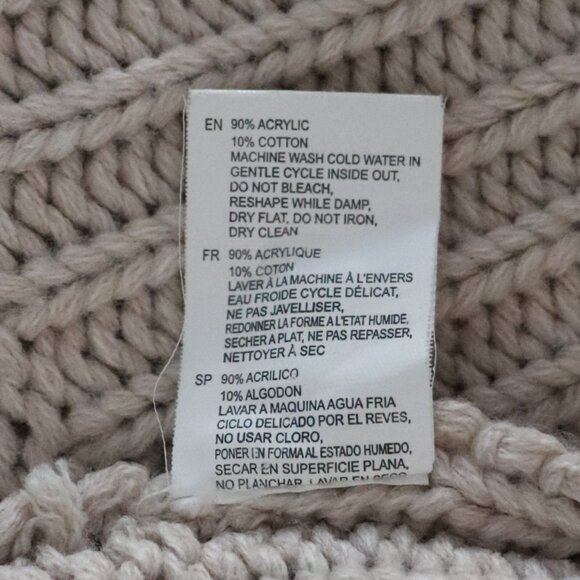 EN 90% ACRYLIC
10% COTTON
MACHINE WASH COLD WATER IN
GENTLE CYCLE INSIDE OUT,
DO NOT BLEACH,
RESHAPE WHILE DAMP,
DRY FLAT, DO NOT IRON,
DRY CLEAN
FR 90% ACRYLIQUE
10% COTON
LAVER À LA MACHINE À L'ENVERS
EAU FROIDE CYCLE DÉLICAT,
NE PAS JAVELLISER,
REDONNER LA FORME A L'ETAT HUMIDE,
SECHER A PLAT, NE PAS REPASSER,
NETTOYER À SEC
SP 90% ACRILICO
10% ALGODON
LAVAR A MAQUINA AGUA FRIA
CICLO DELICADO POR EL REVES,
NO USAR CLORO,
PONER EN FORMA AL ESTADO HUMEDO,
SECAR EN SUPERFICIE PLANA,
NO PLANCHAR, LAVAR EN SECO